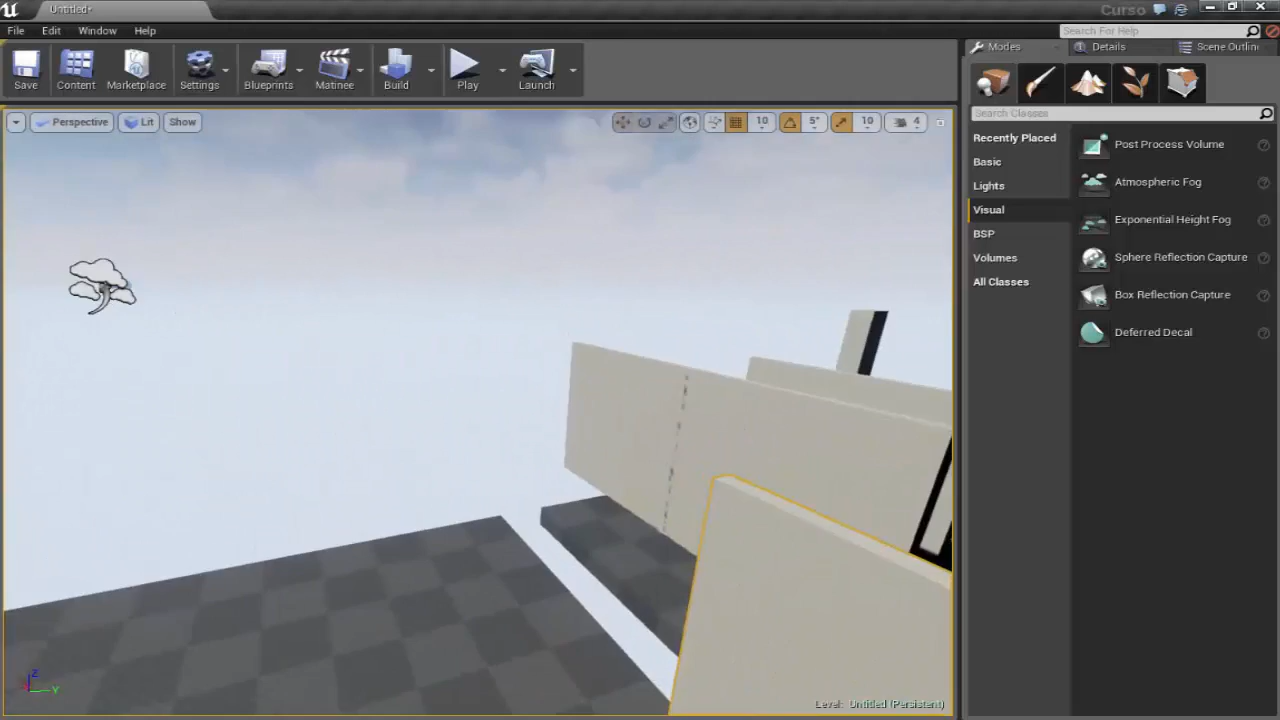 Untitled*
Curso
File Edit Window Help
Search For Help
Save Content Marketplace Settings Blueprints Matinee Build Play Launch
Modes Details Scene Outlin
Search Classes
Perspective Lit Show 10 5° 10 4
Recently Placed
Basic
Lights
Visual
BSP
Volumes
All Classes
Post Process Volume
Atmospheric Fog
Exponential Height Fog
Sphere Reflection Capture
Box Reflection Capture
Deferred Decal
Z
Y
Level: Untitled (Persistent)